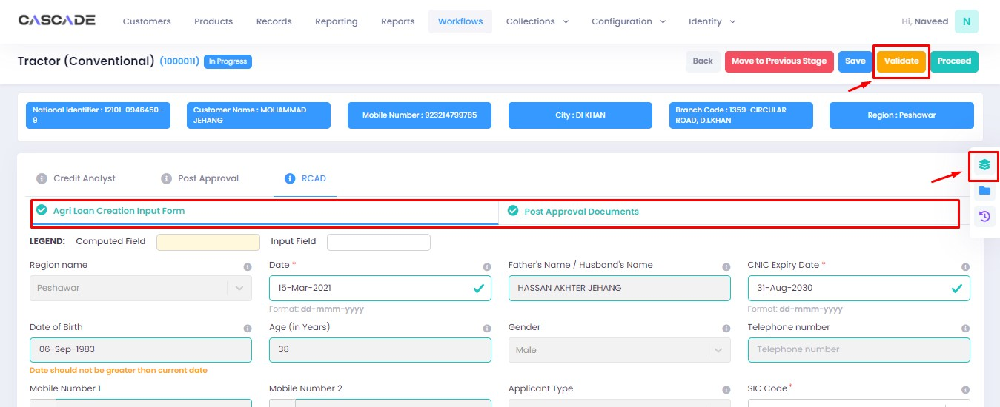 CASCADE
Customers
Products
Records
Reporting
Reports
Workflows
Collections
Configuration
Identity
Hi, Naveed
N
Tractor (Conventional) (1000011) In Progress
Back
Move to Previous Stage
Save
Validate
Proceed
National Identifier : 12101-0946450-
9
Customer Name : MOHAMMAD
JEHANG
Mobile Number : 923214799785
City : DI KHAN
Branch Code : 1359-CIRCULAR
ROAD, D.I.KHAN
Region : Peshawar
Credit Analyst
Post Approval
RCAD
Agri Loan Creation Input Form
Post Approval Documents
LEGEND: Computed Field Input Field
Region name
Peshawar
Date *
15-Mar-2021
Format: dd-mmm-yyyy
Father's Name / Husband's Name
HASSAN AKHTER JEHANG
CNIC Expiry Date *
31-Aug-2030
Format: dd-mmm-yyyy
Date of Birth
06-Sep-1983
Date should not be greater than current date
Age (in Years)
38
Gender
Male
Telephone number
Telephone number
Mobile Number 1
Mobile Number 2
Applicant Type
SIC Code*